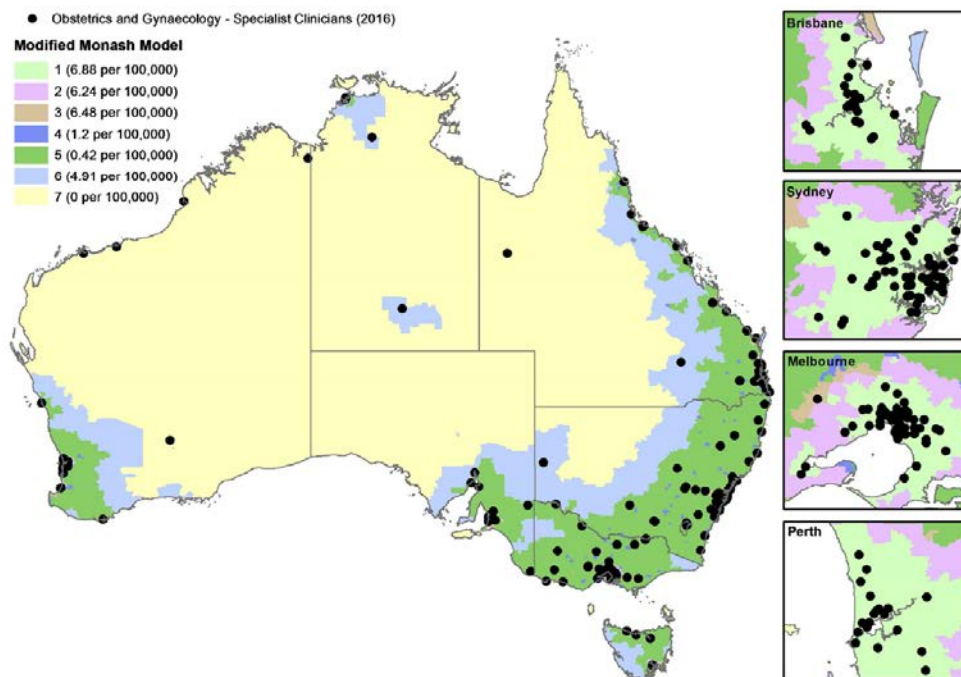 Obstetrics and Gynaecology - Specialist Clinicians (2016)
Modified Monash Model
1 (6.88 per 100,000)
2 (6.24 per 100,000)
3 (6.48 per 100,000)
4 (1.2 per 100,000)
5 (0.42 per 100,000)
6 (4.91 per 100,000)
7 (0 per 100,000)
Brisbane
Sydney
Melbourne
Perth